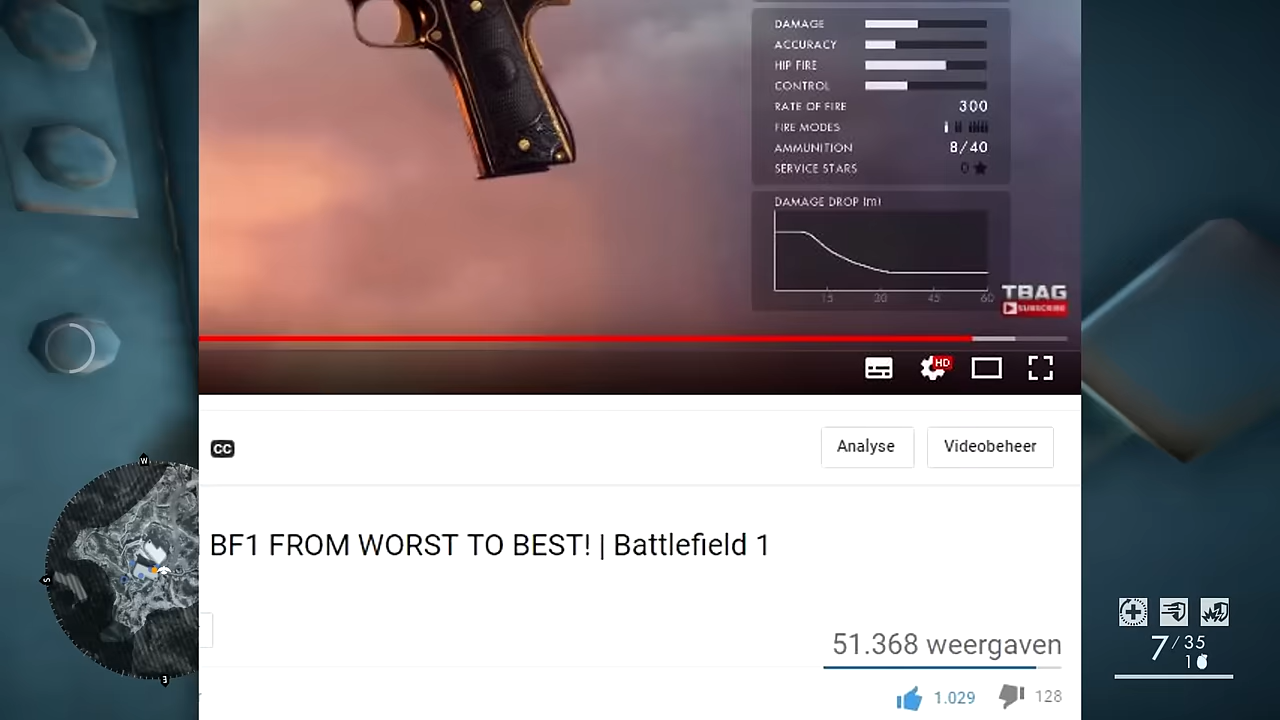 DAMAGE
ACCURACY
HIP FIRE
CONTROL
RATE OF FIRE 300
FIRE MODES
AMMUNITION 8/40
SERVICE STARS 0
DAMAGE DROP (m)
15 30 45 60
TBAG
SUBSCRIBE
HD
CC
Analyse Videobeheer
BF1 FROM WORST TO BEST! | Battlefield 1
51.368 weergaven
1.029 128
W
S
7/35
1